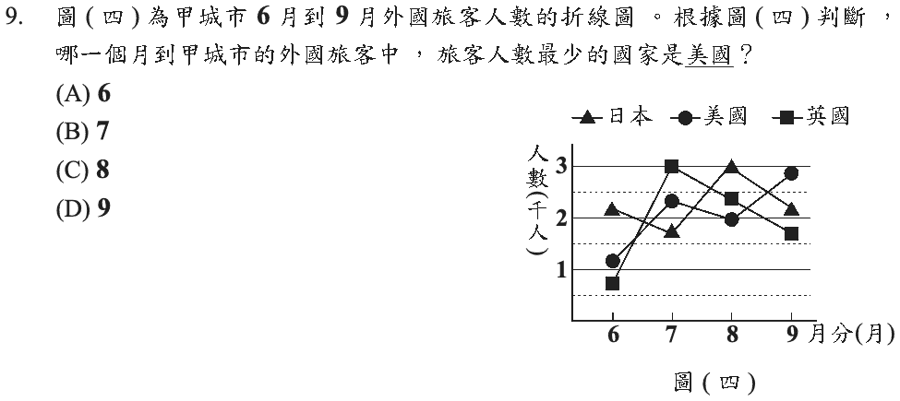 9. 圖(四)為甲城市 6 月到 9 月外國旅客人數的折線圖。根據圖(四)判斷，
哪一個月到甲城市的外國旅客中，旅客人數最少的國家是美國？
(A) 6
(B) 7
(C) 8
(D) 9
日本 美國 英國
人數(千人)
3
2
1
6 7 8 9 月分(月)
圖(四)